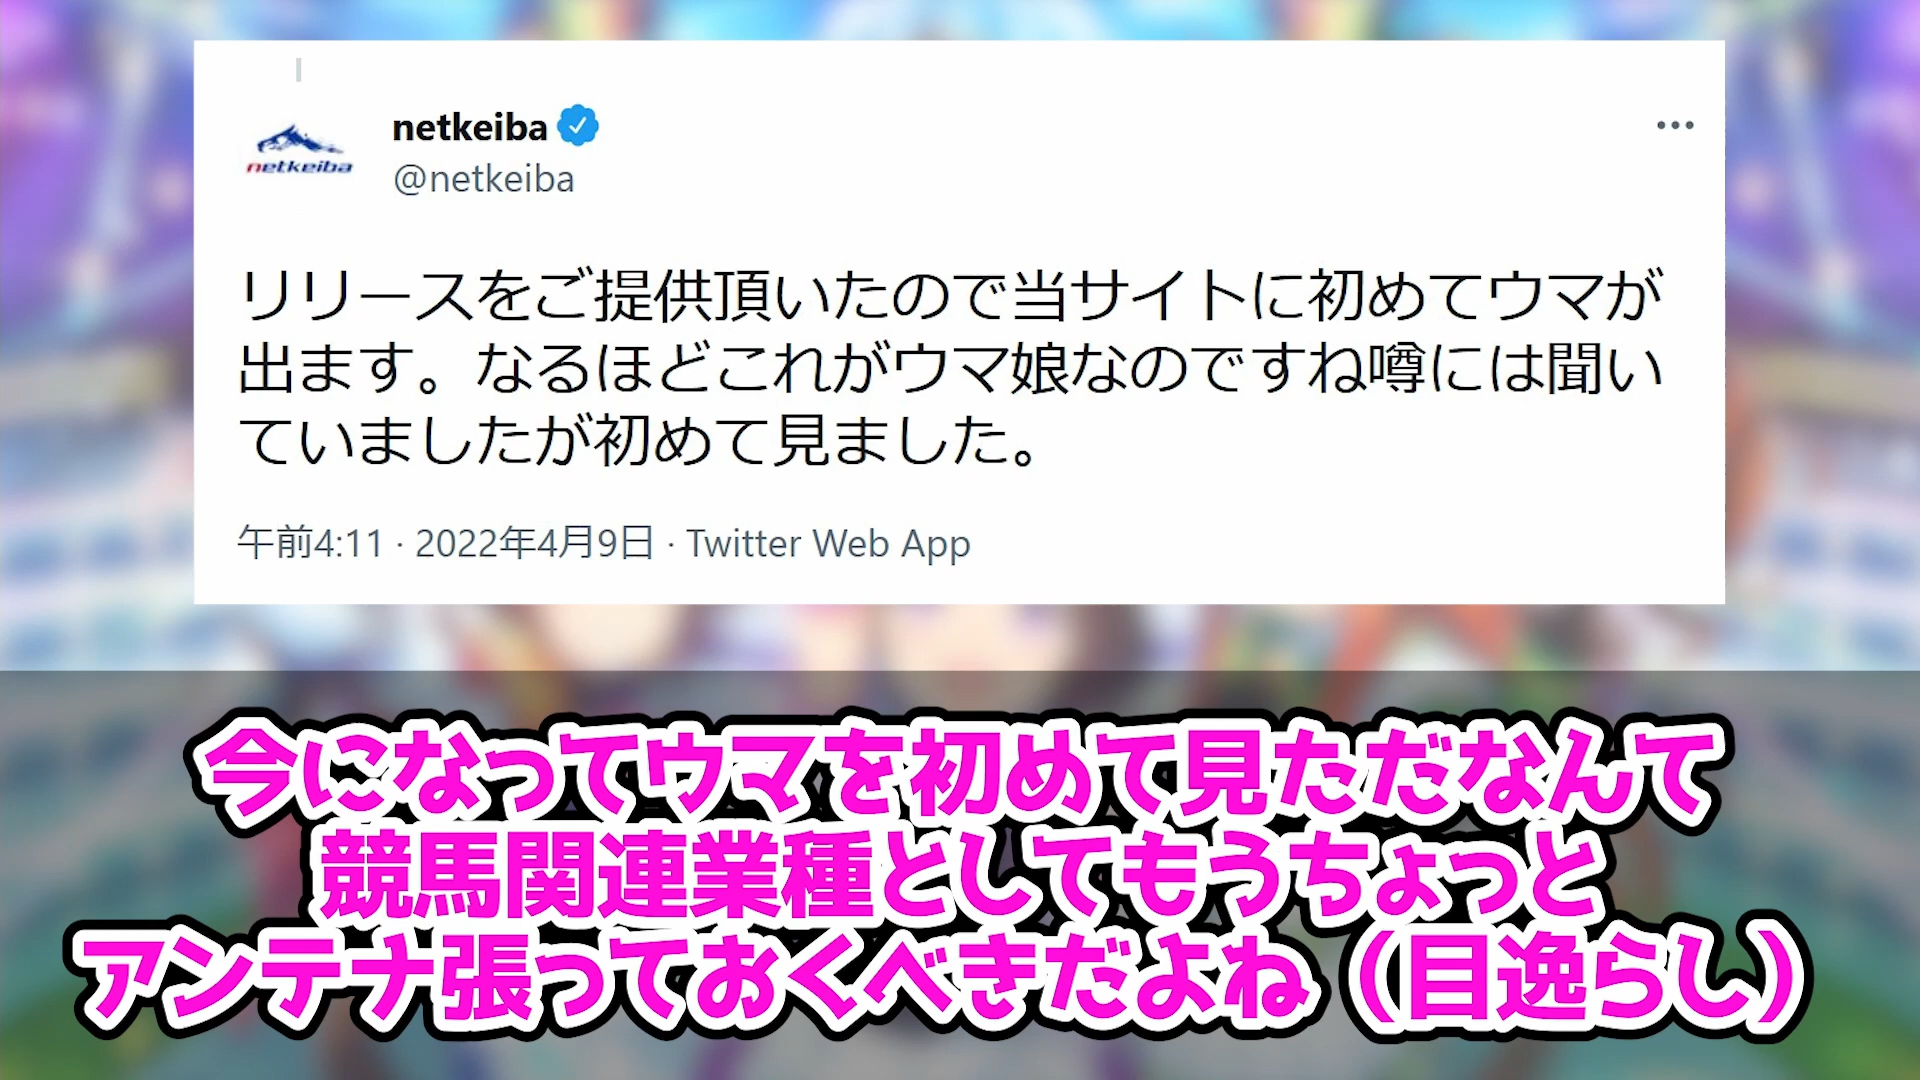 netkeiba
netkeiba
@netkeiba
リリースをご提供頂いたので当サイトに初めてウマが
出ます。なるほどこれがウマ娘なのですね噂には聞い
ていましたが初めて見ました。
午前4:11 · 2022年4月9日 · Twitter Web App
今になってウマを初めて見ただなんて
競馬関連業種としてもうちょっと
アンテナ張っておくべきだよね（目逸らし）